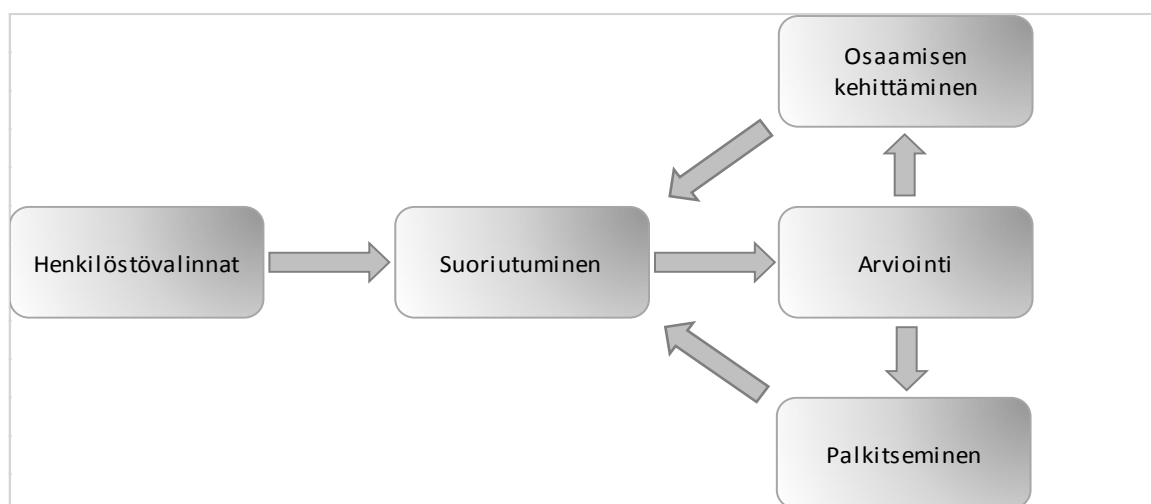 Osaamisen
kehittäminen
Henkilöstövalinnat
Suoriutuminen
Arviointi
Palkitseminen